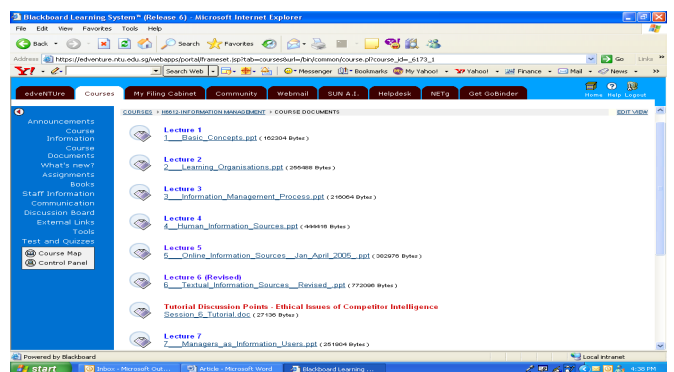 Blackboard Learning System™ (Release 6) - Microsoft Internet Explorer
File Edit View Favorites Tools Help
Back Search Favorites
Address https://edventure.ntu.edu.sg/webapps/portal/frameset.jsp?tab=courses&url=/bin/common/course.pl?course_id=_6173_1 Go Links »
Y! Search Web Messenger Bookmarks My Yahoo! Yahoo! Finance Mail News »
edveNTUre Courses My Filing Cabinet Community Webmail SUN A.I. Helpdesk NETg Get GoBinder Home Help Logout
COURSES > H6612-INFORMATION MANAGEMENT > COURSE DOCUMENTS EDIT VIEW
Announcements
Course
Information
Course
Documents
What's new?
Assignments
Books
Staff Information
Communication
Discussion Board
External Links
Tools
Test and Quizzes
Course Map
Control Panel
Lecture 1
1___Basic_Concepts.ppt (162304 Bytes)
Lecture 2
2___Learning_Organisations.ppt (255488 Bytes)
Lecture 3
3___Information_Management_Process.ppt (216064 Bytes)
Lecture 4
4__Human_Information_Sources.ppt (444416 Bytes)
Lecture 5
5___Online_Information_Sources__Jan_April_2005_.ppt (382976 Bytes)
Lecture 6 (Revised)
6___Textual_Information_Sources__Revised_.ppt (772096 Bytes)
Tutorial Discussion Points - Ethical Issues of Competitor Intelligence
Session_6_Tutorial.doc (27136 Bytes)
Lecture 7
7___Managers_as_Information_Users.ppt (251904 Bytes)
Powered by Blackboard Local intranet
start Inbox - Microsoft Out... Article - Microsoft Word Blackboard Learning ... 4:38 PM